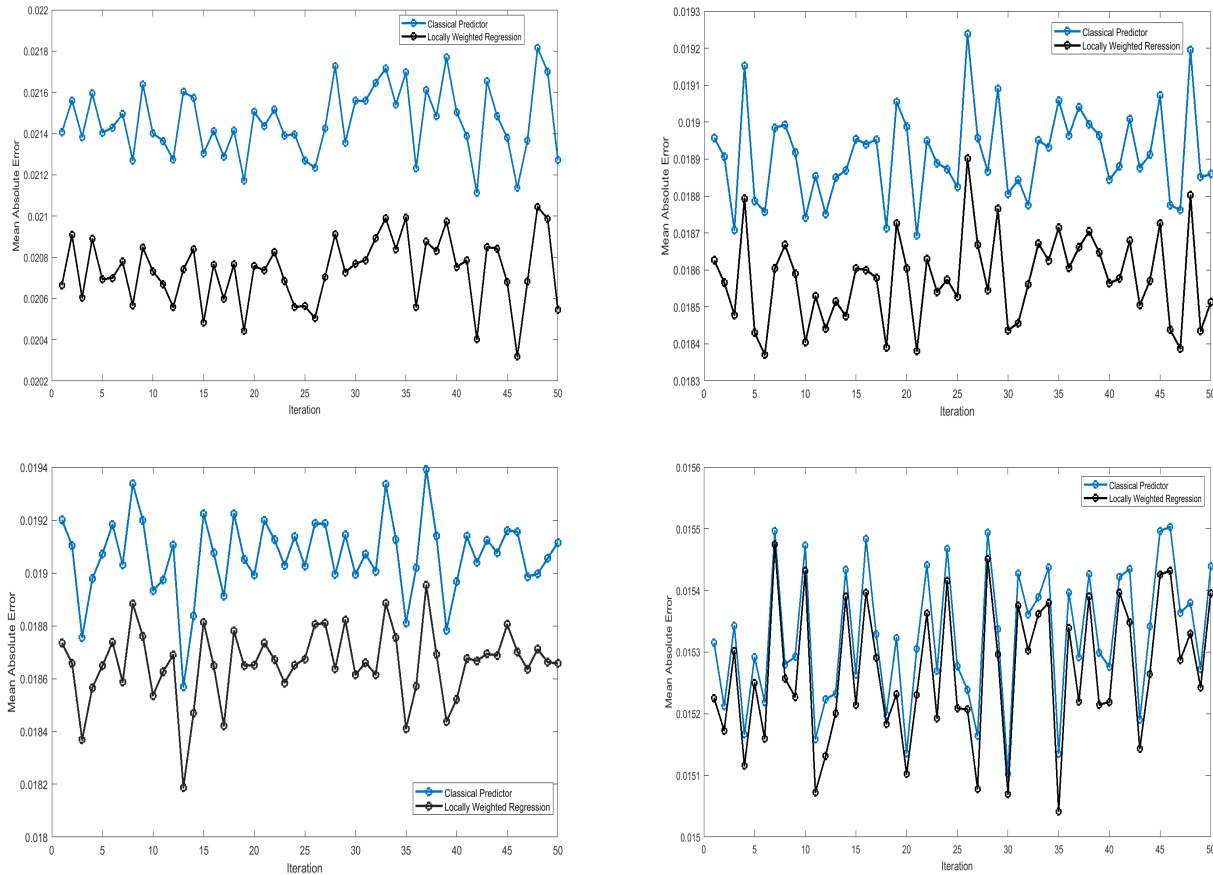 0.022
0.0218
0.0216
0.0214
0.0212
0.021
0.0208
0.0206
0.0204
0.0202
Mean Absolute Error
Classical Predictor
Locally Weighted Regression
0 5 10 15 20 25 30 35 40 45 50
Iteration
0.0193
0.0192
0.0191
0.019
0.0189
0.0188
0.0187
0.0186
0.0185
0.0184
0.0183
Mean Absolute Error
Classical Predictor
Locally Weighted Reression
0 5 10 15 20 25 30 35 40 45 50
Iteration
0.0194
0.0192
0.019
0.0188
0.0186
0.0184
0.0182
0.018
Mean Absolute Error
Classical Predictor
Locally Weighted Regression
0 5 10 15 20 25 30 35 40 45 50
Iteration
0.0156
0.0155
0.0154
0.0153
0.0152
0.0151
0.015
Mean Absolute Error
Classical Predictor
Locally Weighted Regression
0 5 10 15 20 25 30 35 40 45 50
Iteration